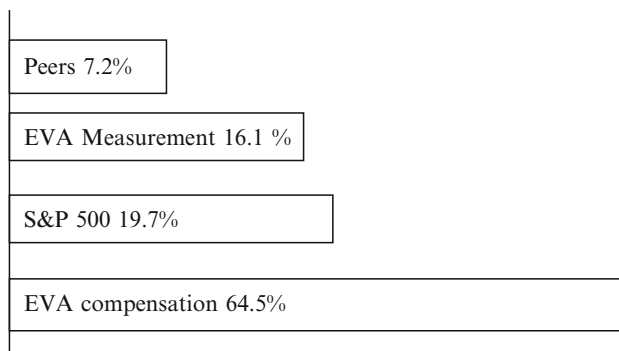 Peers 7.2%
EVA Measurement 16.1 %
S&P 500 19.7%
EVA compensation 64.5%